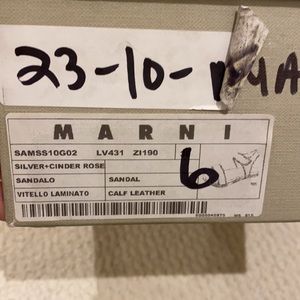 23-10-
MARNI
SAMSS10G02 LV431 ZI190
SILVER+CINDER ROSE
SANDALO SANDAL
VITELLO LAMINATO CALF LEATHER
6